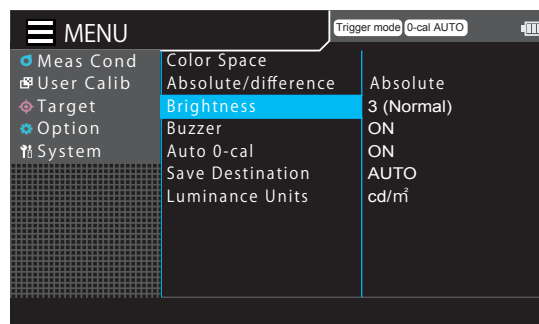 MENU
Trigger mode 0-cal AUTO
Meas Cond
User Calib
Target
Option
System
Color Space
Absolute/difference Absolute
Brightness 3 (Normal)
Buzzer ON
Auto 0-cal ON
Save Destination AUTO
Luminance Units cd/㎡